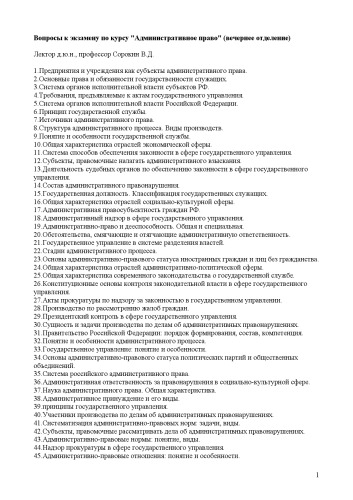 Вопросы к экзамену по курсу "Административное право" (вечернее отделение)
Лектор д.ю.н., профессор Сорокин В.Д.
1.Предприятия и учреждения как субъекты административного права.
2.Основные права и обязанности государственности служащих.
3.Система органов исполнительной власти субъектов РФ.
4.Требования, предъявляемые к актам государственного управления.
5.Система органов исполнительной власти Российской Федерации.
6.Принцип государственной службы.
7.Источники административного права.
8.Структура административного процесса. Виды производств.
9.Понятие и особенности государственной службы.
10.Общая характеристика отраслей экономической сферы.
11.Система способов обеспечения законности в сфере государственного управления.
12.Субъекты, правомочные налагать административного взыскания.
13.Деятельность судебных органов по обеспечению законности в сфере государственного
управления.
14.Состав административного правонарушения.
15.Государственная должность. Классификация государственных служащих.
16.Общая характеристика отраслей социально-культурной сферы.
17.Административная правосубъектность граждан РФ.
18.Административный надзор в сфере государственного управления.
19.Административно-право и дееспособность. Общая и специальная.
20.Обстоятельства, смягчающие и отягчающие административную ответственность.
21.Государственное управление в системе разделения властей.
22.Стадии административного процесса.
23.Основы административно-правового статуса иностранных граждан и лиц без гражданства.
24.Общая характеристика отраслей административно-политической сферы.
25.Общая характеристика современного законодательства о государственной службе.
26.Конституционные основы контроля законодательной власти в сфере государственного
управления.
27.Акты прокуратуры по надзору за законностью в государственном управлении.
28.Производство по рассмотрению жалоб граждан.
29.Президентский контроль в сфере государственного управления.
30.Сущность и задачи производства по делам об административных правонарушениях.
31.Правительство Российской Федерации: порядок формирования, состав, компетенция.
32.Понятие и особенности административного процесса.
33.Государственное управление: понятие и особенности.
34.Основы административно-правового статуса политических партий и общественных
объединений.
35.Система российского административного права.
36.Административная ответственность за правонарушения в социально-культурной сфере.
37.Наука административного права. Общая характеристика.
38.Административное принуждение и его виды.
39.принципы государственного управления.
40.Участники производства по делам об административных правонарушениях.
41.Систематизация административно-правовых норм: задачи, виды.
42.Субъекты, правомочные рассматривать дела об административных правонарушениях.
43.Административно-правовые нормы: понятие, виды.
44.Надзор прокуратуры в сфере государственного управления.
45.Административно-правовые отношения: понятие и особенности.
1